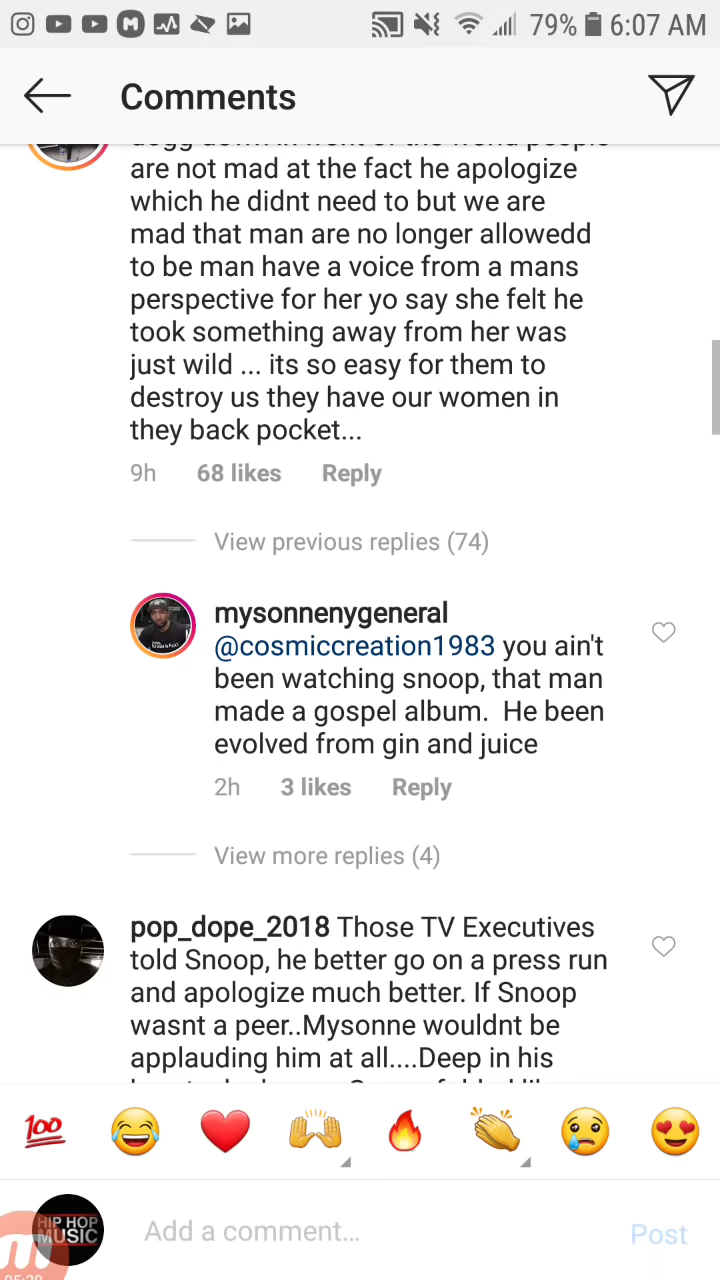 79% 6:07 AM
Comments
are not mad at the fact he apologize
which he didnt need to but we are
mad that man are no longer allowedd
to be man have a voice from a mans
perspective for her yo say she felt he
took something away from her was
just wild ... its so easy for them to
destroy us they have our women in
they back pocket...
9h 68 likes Reply
View previous replies (74)
mysonnenygeneral
@cosmiccreation1983 you ain't
been watching snoop, that man
made a gospel album.  He been
evolved from gin and juice
2h 3 likes Reply
View more replies (4)
pop_dope_2018 Those TV Executives
told Snoop, he better go on a press run
and apologize much better. If Snoop
wasnt a peer..Mysonne wouldnt be
applauding him at all....Deep in his
100
HIP HOP
MUSIC
Add a comment...
Post